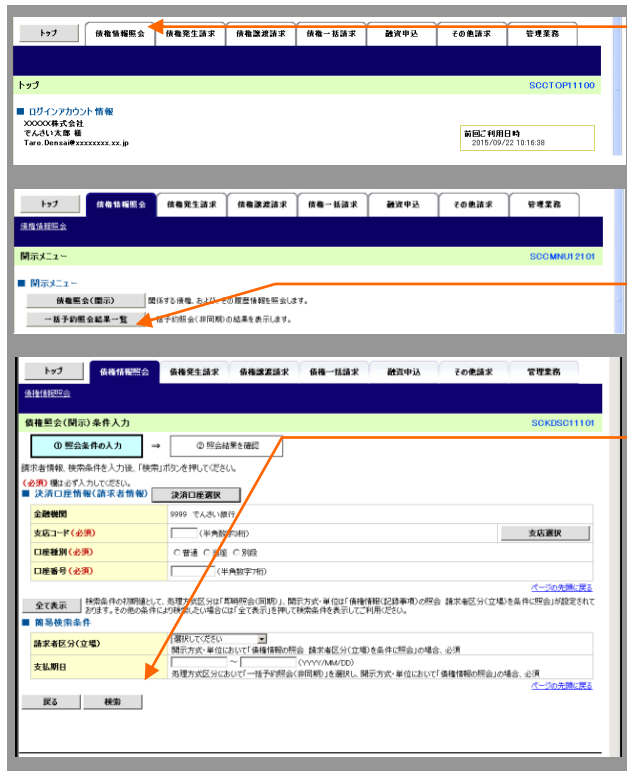 トップ 債権情報照会 債権発生請求 債権譲渡請求 債権一括請求 融資申込 その他請求 管理業務
トップ SCCTOP11100
■ ログインアカウント情報
XXXXX株式会社
でんさい太郎 様
Taro.Densai@xxxxxxxx.xx.jp
前回ご利用日時
2015/09/22 10:16:38
トップ 債権情報照会 債権発生請求 債権譲渡請求 債権一括請求 融資申込 その他請求 管理業務
債権情報照会
開示メニュー SCCMNU12101
■ 開示メニュー
債権照会(開示) 関係する債権、および、その履歴情報を照会します。
一括予約照会結果一覧 括予約照会(非同期)の結果を表示します。
トップ 債権情報照会 債権発生請求 債権譲渡請求 債権一括請求 融資申込 その他請求 管理業務
債権情報照会
債権照会(開示)条件入力 SCKDSC11101
① 照会条件の入力 ⇒ ② 照会結果を確認
請求者情報、検索条件を入力後、「検索」ボタンを押してください。
(必須)欄は必ず入力してください。
■ 決済口座情報(請求者情報) 決済口座選択
金融機関 9999 でんさい銀行
支店コード(必須) (半角数字3桁) 支店選択
口座種別(必須) 普通 当座 別段
口座番号(必須) (半角数字7桁)
ページの先頭に戻る
全て表示 検索条件の初期値として、処理方式区分は「即時照会(同期)」、開示方式・単位は「債権情報(記録事項)の照会 請求者区分(立場)を条件に照会」が設定されて
おります。その他の条件により検索したい場合には「全て表示」を押して検索条件を表示してご利用ください。
■ 簡易検索条件
請求者区分(立場) 選択してください
開示方式・単位において「債権情報の照会 請求者区分(立場)を条件に照会」の場合、必須
支払期日 ～ (YYYY/MM/DD)
処理方式区分において「一括予約照会(非同期)」を選択し、開示方式・単位において「債権情報の照会」の場合、必須
ページの先頭に戻る
戻る 検索